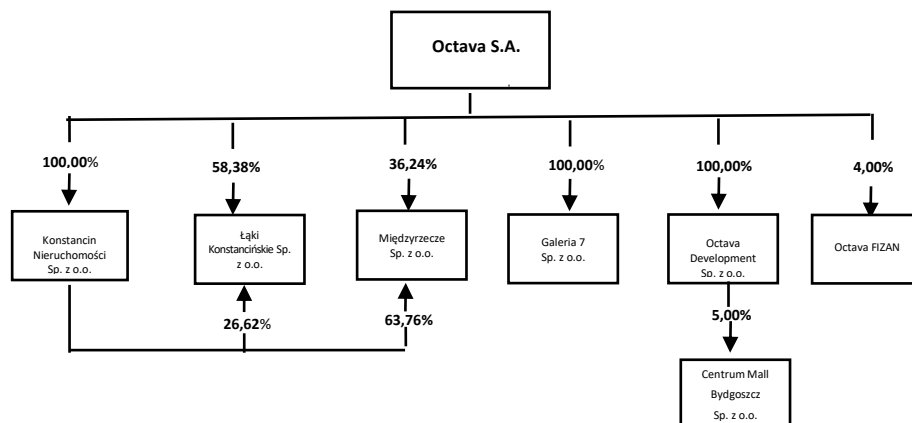 Octava S.A.
100,00%
58,38%
36,24%
100,00%
100,00%
4,00%
Konstancin
Nieruchomości
Sp. z o.o.
Łąki
Konstancińskie Sp.
z o.o.
Międzyrzecze
Sp. z o.o.
Galeria 7
Sp. z o.o.
Octava
Development
Sp. z o.o.
Octava FIZAN
26,62%
63,76%
5,00%
Centrum Mall
Bydgoszcz
Sp. z o.o.